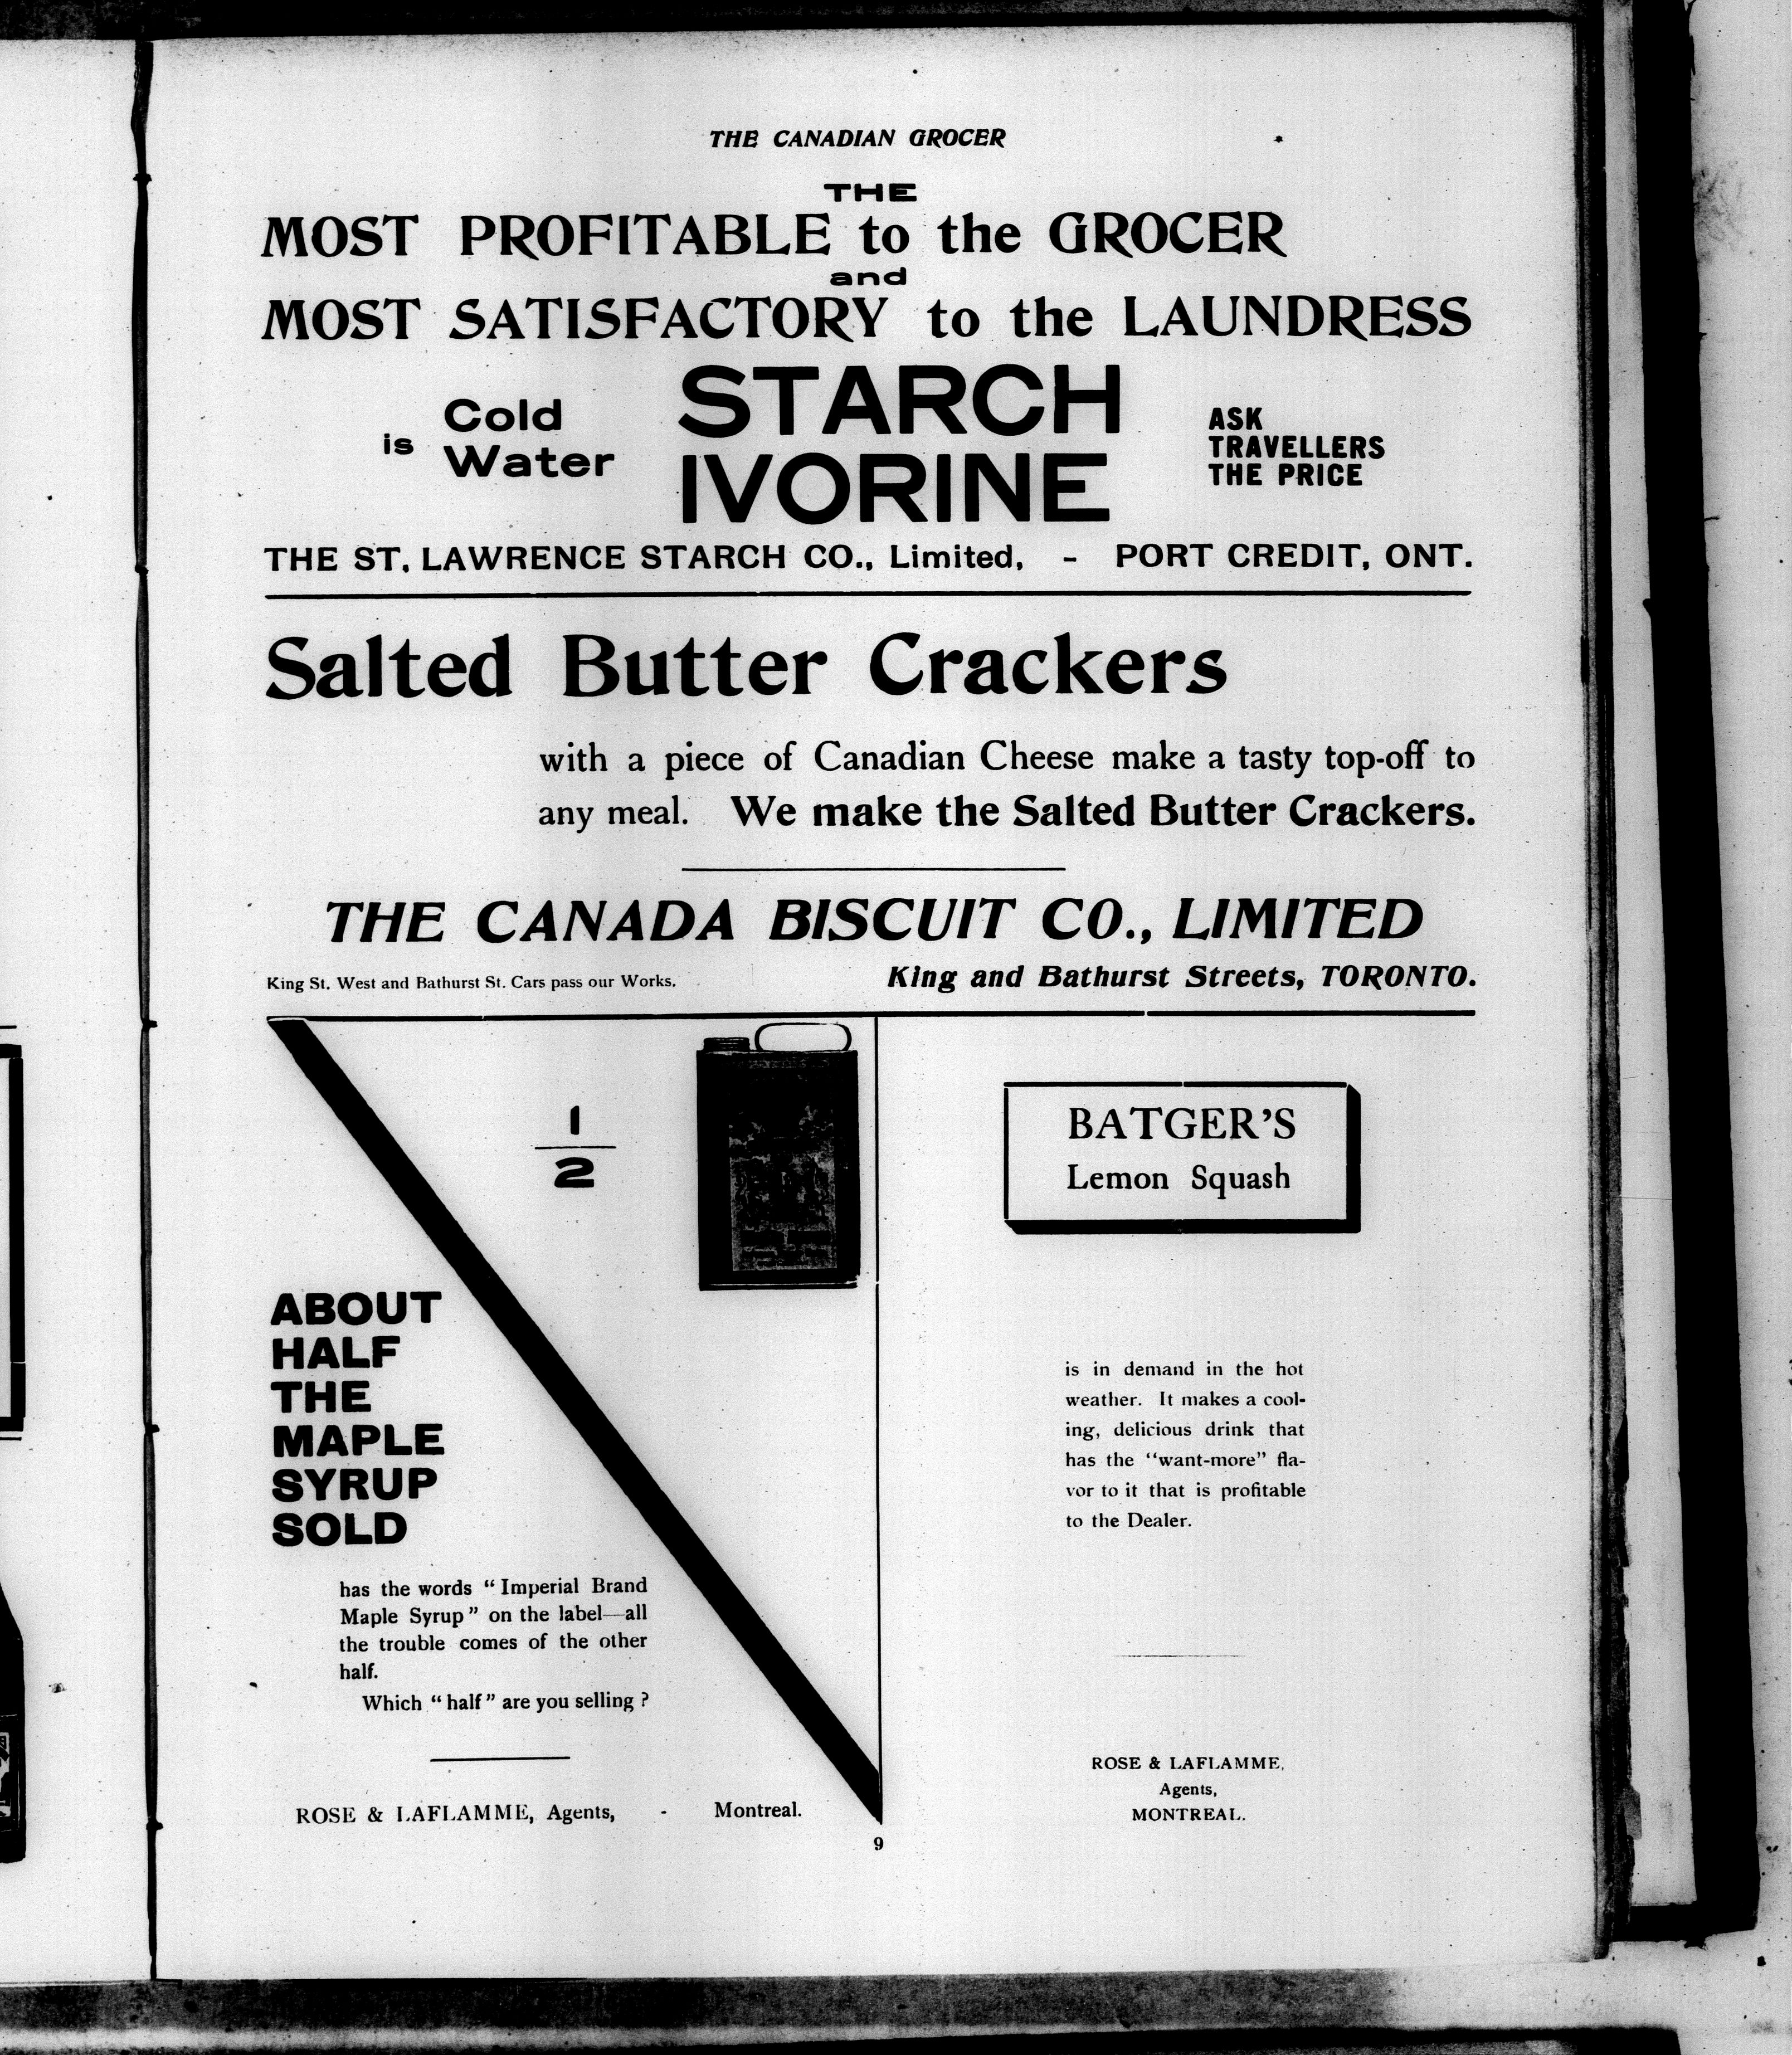 THE CANADIAN GROCER
THE
MOST PROFITABLE to the GROCER
and
MOST SATISFACTORY to the LAUNDRESS
is Cold Water STARCH IVORINE
ASK
TRAVELLERS
THE PRICE
THE ST. LAWRENCE STARCH CO., Limited, - PORT CREDIT, ONT.
Salted Butter Crackers
with a piece of Canadian Cheese make a tasty top-off to
any meal. We make the Salted Butter Crackers.
THE CANADA BISCUIT CO., LIMITED
King St. West and Bathurst St. Cars pass our Works. King and Bathurst Streets, TORONTO.
1
2
ABOUT
HALF
THE
MAPLE
SYRUP
SOLD
has the words “Imperial Brand
Maple Syrup” on the label—all
the trouble comes of the other
half.
Which “half” are you selling?
ROSE & LAFLAMME, Agents, - Montreal.
BATGER'S
Lemon Squash
is in demand in the hot
weather. It makes a cool-
ing, delicious drink that
has the “want-more” fla-
vor to it that is profitable
to the Dealer.
ROSE & LAFLAMME,
Agents,
MONTREAL.
9